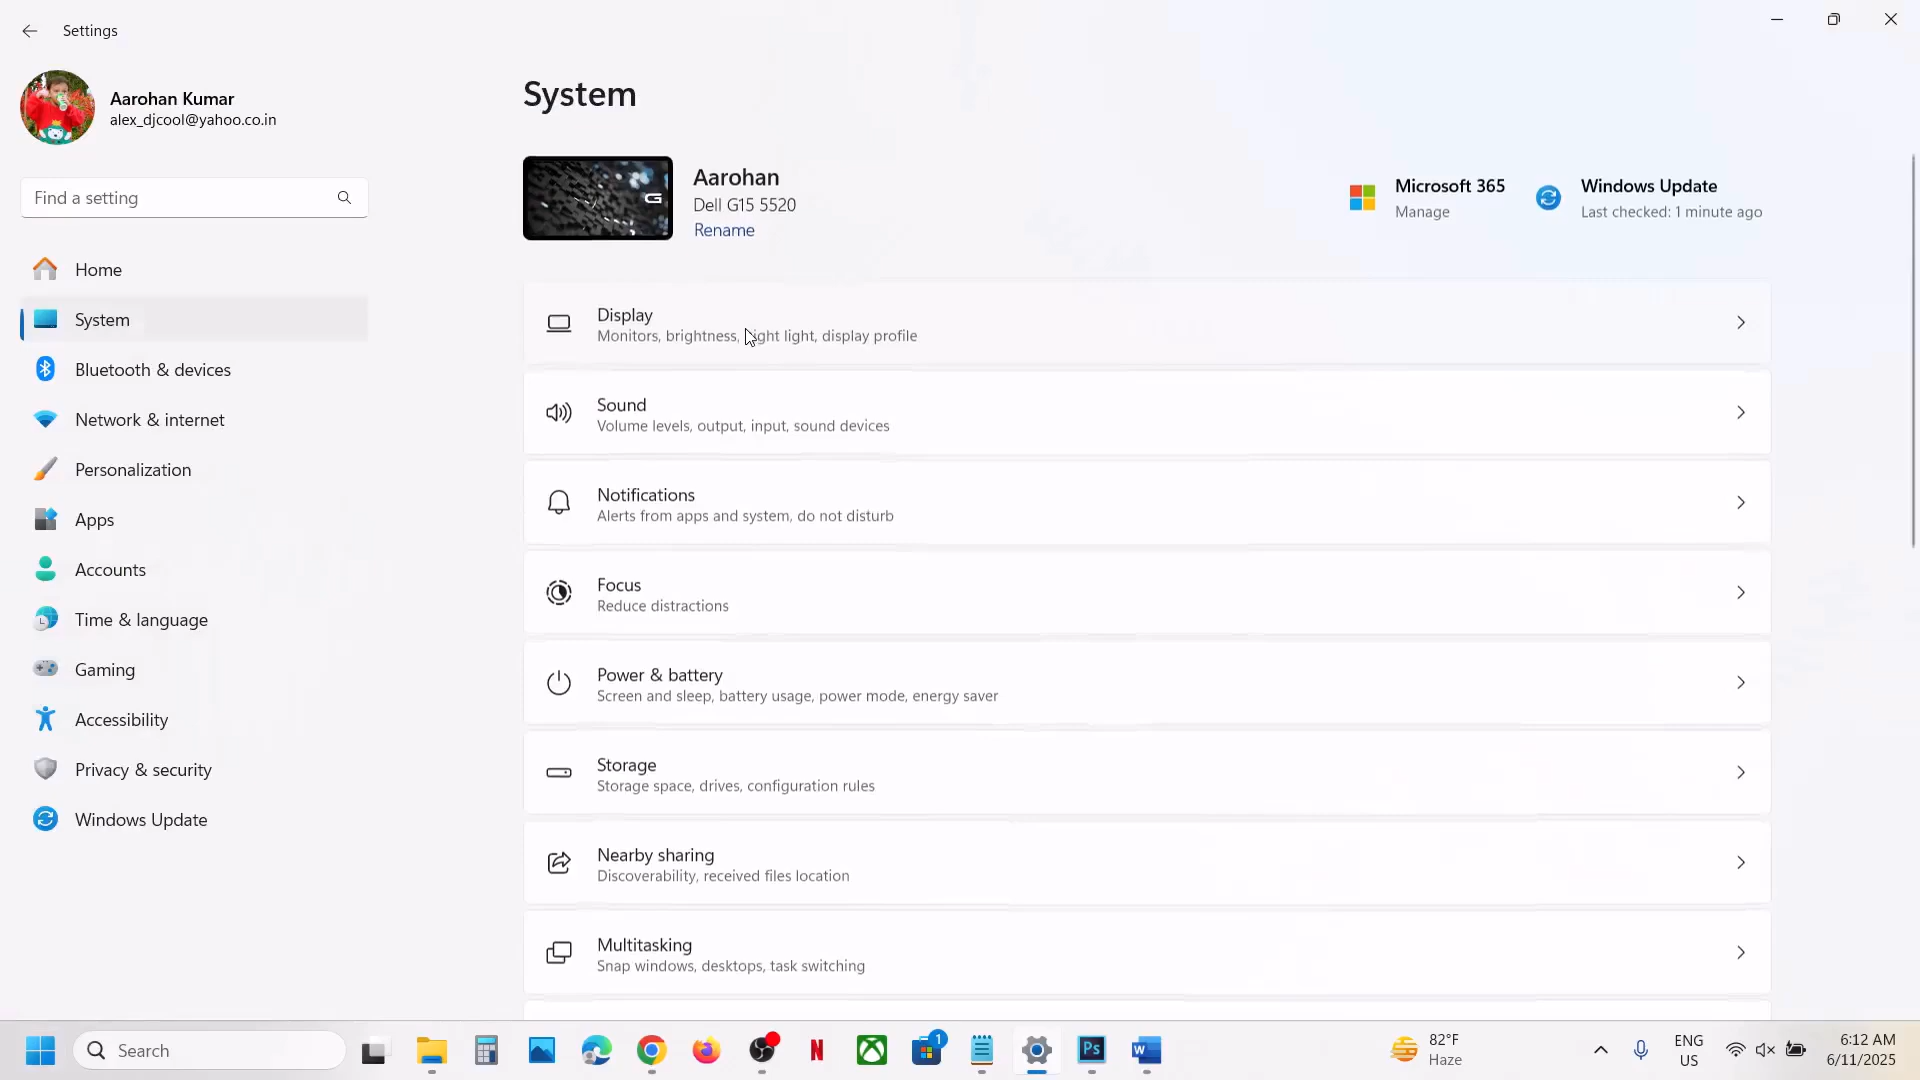 Settings
Aarohan Kumar
alex_djcool@yahoo.co.in
Find a setting
Home
System
Bluetooth & devices
Network & internet
Personalization
Apps
Accounts
Time & language
Gaming
Accessibility
Privacy & security
Windows Update
System
Aarohan
Dell G15 5520
Rename
Microsoft 365
Manage
Windows Update
Last checked: 1 minute ago
Display
Monitors, brightness, night light, display profile
Sound
Volume levels, output, input, sound devices
Notifications
Alerts from apps and system, do not disturb
Focus
Reduce distractions
Power & battery
Screen and sleep, battery usage, power mode, energy saver
Storage
Storage space, drives, configuration rules
Nearby sharing
Discoverability, received files location
Multitasking
Snap windows, desktops, task switching
Search
N
1
Ps
W
82°F
Haze
ENG
US
6:12 AM
6/11/2025